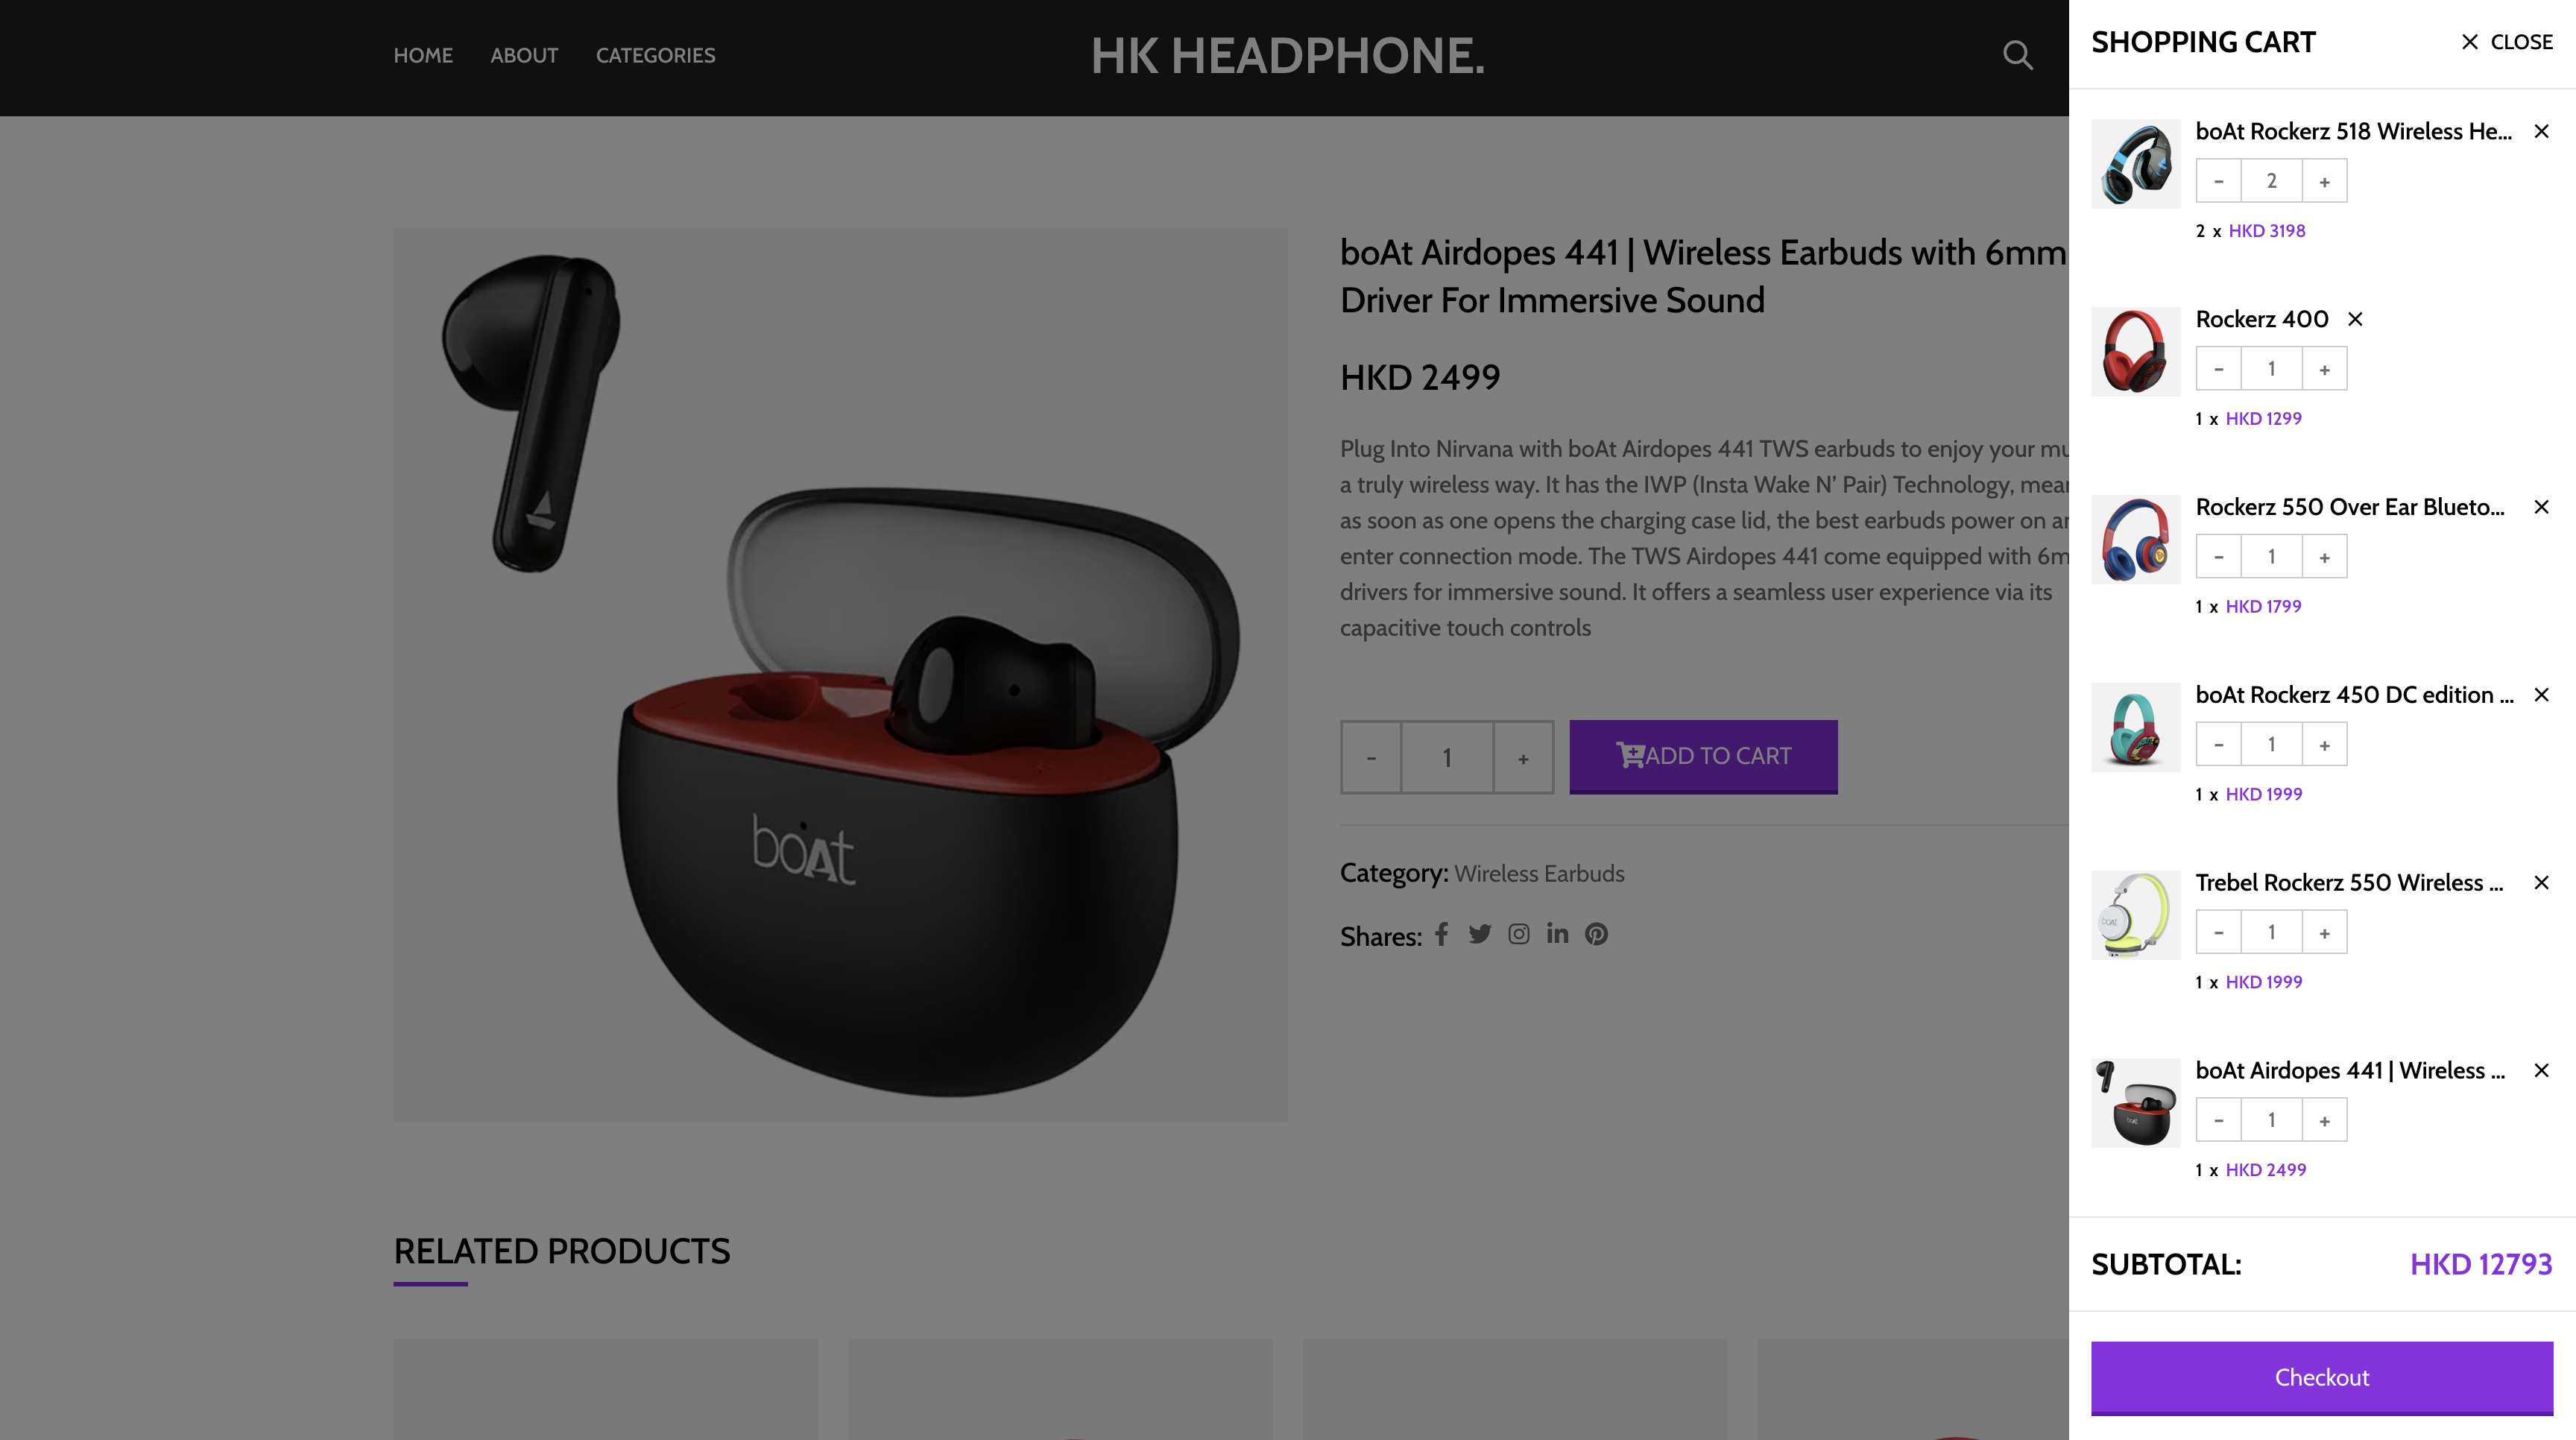 HOME ABOUT CATEGORIES
HK HEADPHONE.
boAt
boAt Airdopes 441 | Wireless Earbuds with 6mm
Driver For Immersive Sound
HKD 2499
Plug Into Nirvana with boAt Airdopes 441 TWS earbuds to enjoy your mu
a truly wireless way. It has the IWP (Insta Wake N’ Pair) Technology, mear
as soon as one opens the charging case lid, the best earbuds power on ar
enter connection mode. The TWS Airdopes 441 come equipped with 6m
drivers for immersive sound. It offers a seamless user experience via its
capacitive touch controls
- 1 + ADD TO CART
Category: Wireless Earbuds
Shares:
RELATED PRODUCTS
SHOPPING CART
CLOSE
boAt Rockerz 518 Wireless He...
- 2 +
2 x HKD 3198
Rockerz 400
- 1 +
1 x HKD 1299
Rockerz 550 Over Ear Blueto...
- 1 +
1 x HKD 1799
boAt Rockerz 450 DC edition ...
- 1 +
1 x HKD 1999
Trebel Rockerz 550 Wireless ...
- 1 +
1 x HKD 1999
boAt Airdopes 441 | Wireless ...
- 1 +
1 x HKD 2499
SUBTOTAL: HKD 12793
Checkout